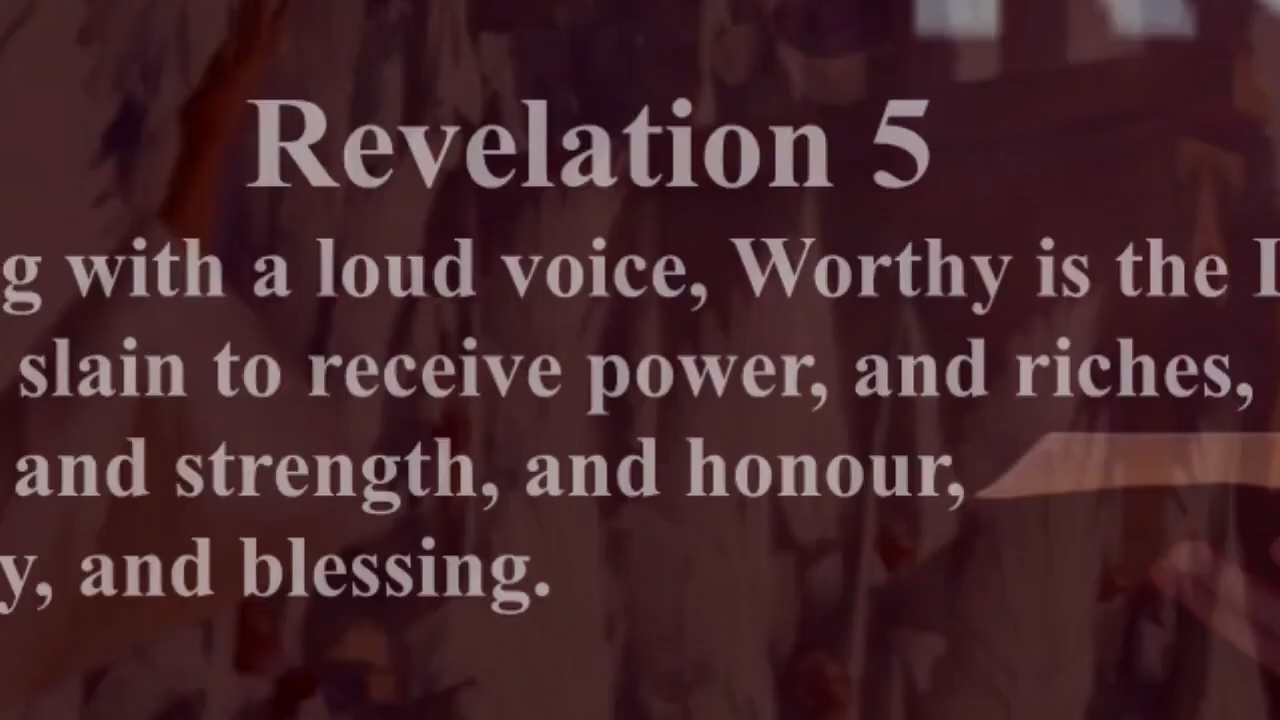 Revelation 5
g with a loud voice, Worthy is the L
slain to receive power, and riches,
and strength, and honour,
y, and blessing.